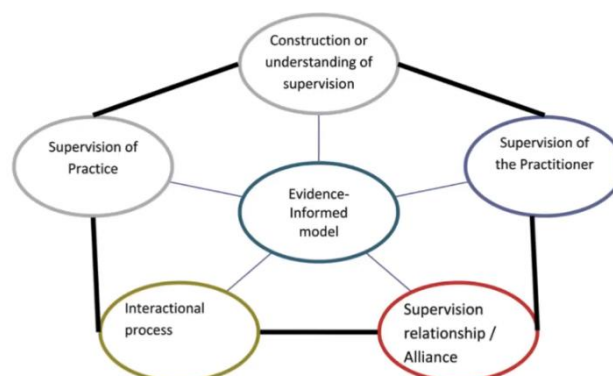 Construction or
understanding of
supervision
Supervision of
Practice
Supervision of
the Practitioner
Evidence-
Informed
model
Interactional
process
Supervision
relationship /
Alliance